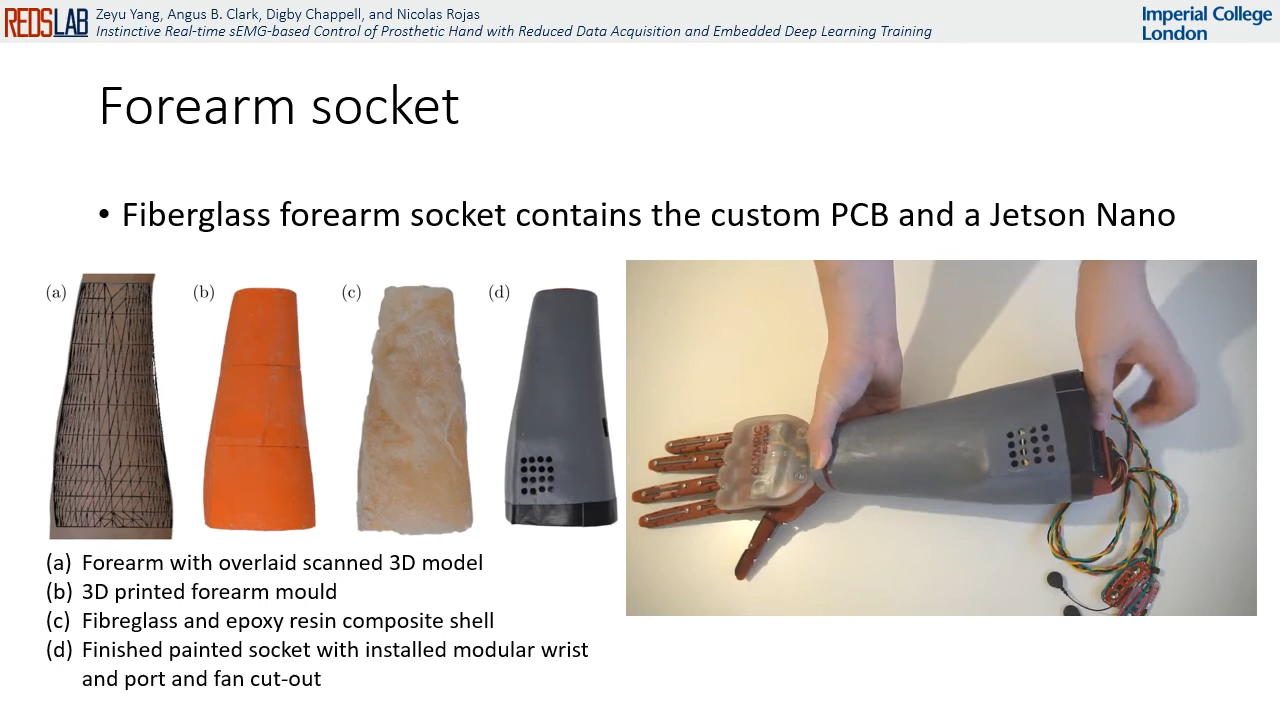 REDSLAB
Zeyu Yang, Angus B. Clark, Digby Chappell, and Nicolas Rojas
Instinctive Real-time sEMG-based Control of Prosthetic Hand with Reduced Data Acquisition and Embedded Deep Learning Training
Imperial College
London
Forearm socket
• Fiberglass forearm socket contains the custom PCB and a Jetson Nano
(a) (b) (c) (d)
OLYMPIC
(a) Forearm with overlaid scanned 3D model
(b) 3D printed forearm mould
(c) Fibreglass and epoxy resin composite shell
(d) Finished painted socket with installed modular wrist
and port and fan cut-out